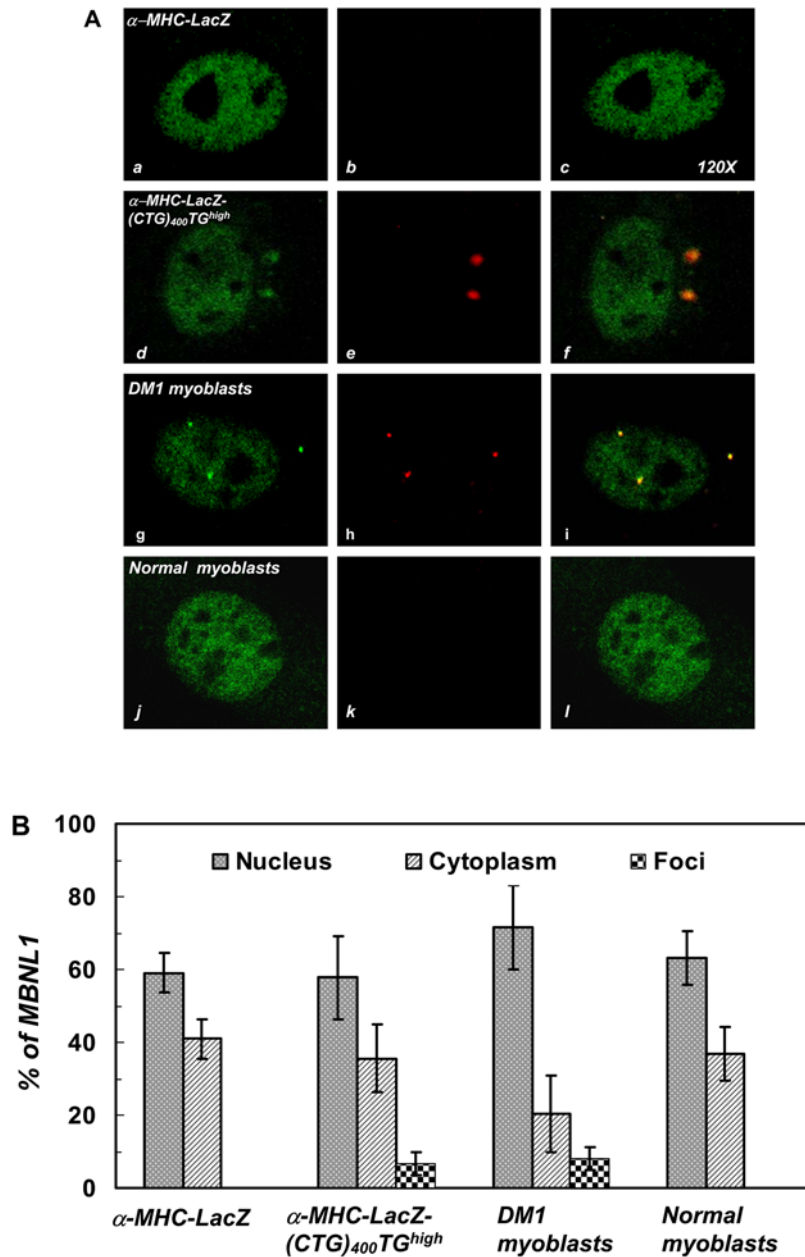 A
α–MHC-LacZ
a
b
c
120X
α–MHC-LacZ-
(CTG)400TGhigh
d
e
f
DM1 myoblasts
g
h
i
Normal myoblasts
j
k
l
B
100
80
60
40
20
0
% of MBNL1
Nucleus
Cytoplasm
Foci
α-MHC-LacZ
α-MHC-LacZ-
(CTG)400TGhigh
DM1
myoblasts
Normal
myoblasts